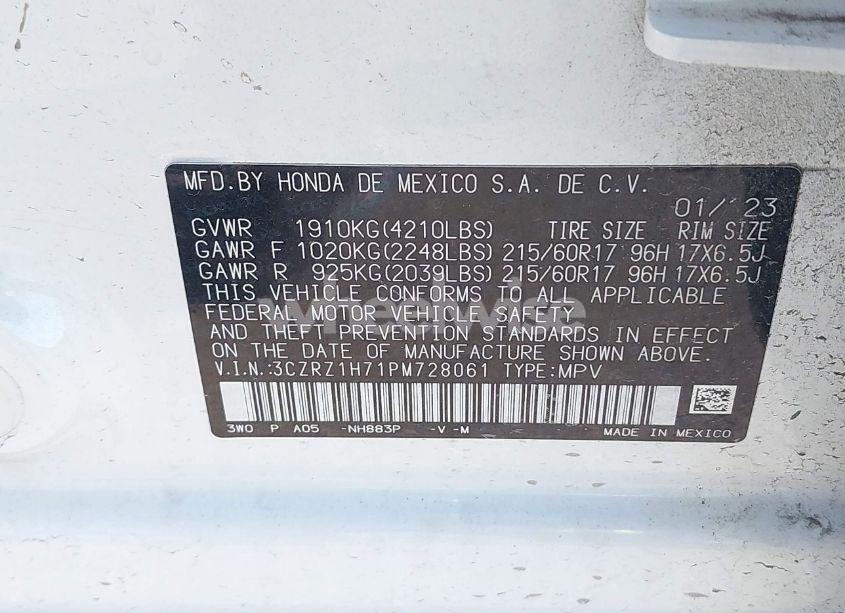 MFD.BY HONDA DE MEXICO S.A. DE C.V.
01/'23
GVWR 1910KG(4210LBS) TIRE SIZE RIM SIZE
GAWR F 1020KG(2248LBS) 215/60R17 96H 17X6.5J
GAWR R 925KG(2039LBS) 215/60R17 96H 17X6.5J
THIS VEHICLE CONFORMS TO ALL APPLICABLE
FEDERAL MOTOR VEHICLE SAFETY
AND THEFT PREVENTION STANDARDS IN EFFECT
ON THE DATE OF MANUFACTURE SHOWN ABOVE.
V.I.N.:3CZRZ1H71PM728061 TYPE:MPV
3W0 P A05 -NH883P -V -M MADE IN MEXICO